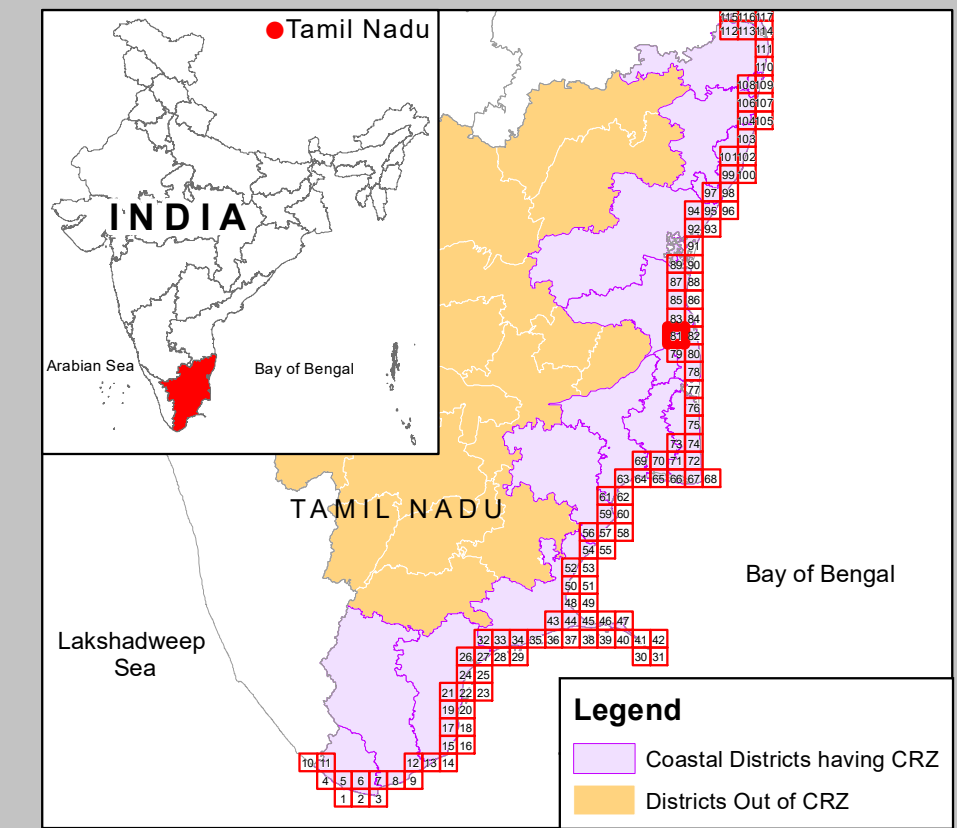 Tamil Nadu
INDIA
Arabian Sea
Bay of Bengal
115 116 117
112 113 114
111
110
108 109
106 107
104 105
103
101 102
99 100
97 98
94 95 96
92 93
91
89 90
87 88
85 86
83 84
81 82
79 80
78
77
76
75
73 74
69 70 71 72
63 64 65 66 67 68
61 62
TAMIL NADU
59 60
56 57 58
54 55
52 53
Bay of Bengal
50 51
48 49
43 44 45 46 47
Lakshadweep
Sea
32 33 34 35 36 37 38 39 40 41 42
26 27 28 29 30 31
24 25
21 22 23
19 20
17 18
15 16
10 11 12 13 14
4 5 6 7 8 9
1 2 3
Legend
Coastal Districts having CRZ
Districts Out of CRZ